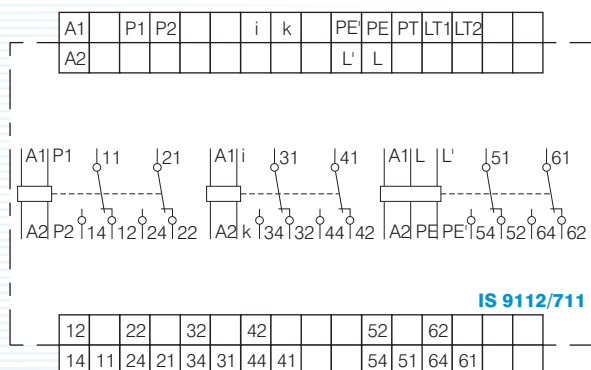 A1 P1 P2 i k PE' PE PT LT1 LT2
A2 L' L
A1 P1 11 21 A1 i 31 41 A1 L L' 51 61
A2 P2 14 12 24 22 A2 k 34 32 44 42 A2 PE PE' 54 52 64 62
IS 9112/711
12 22 32 42 52 62
14 11 24 21 34 31 44 41 54 51 64 61